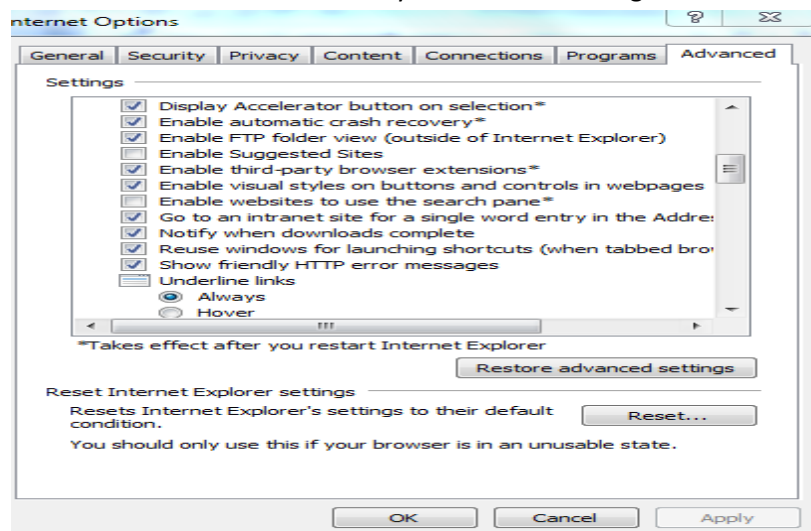 nternet Options
General Security Privacy Content Connections Programs Advanced
Settings
Display Accelerator button on selection*
Enable automatic crash recovery*
Enable FTP folder view (outside of Internet Explorer)
Enable Suggested Sites
Enable third-party browser extensions*
Enable visual styles on buttons and controls in webpages
Enable websites to use the search pane*
Go to an intranet site for a single word entry in the Addre
Notify when downloads complete
Reuse windows for launching shortcuts (when tabbed bro
Show friendly HTTP error messages
Underline links
Always
Hover
*Takes effect after you restart Internet Explorer
Restore advanced settings
Reset Internet Explorer settings
Resets Internet Explorer's settings to their default
condition.
Reset...
You should only use this if your browser is in an unusable state.
OK Cancel Apply